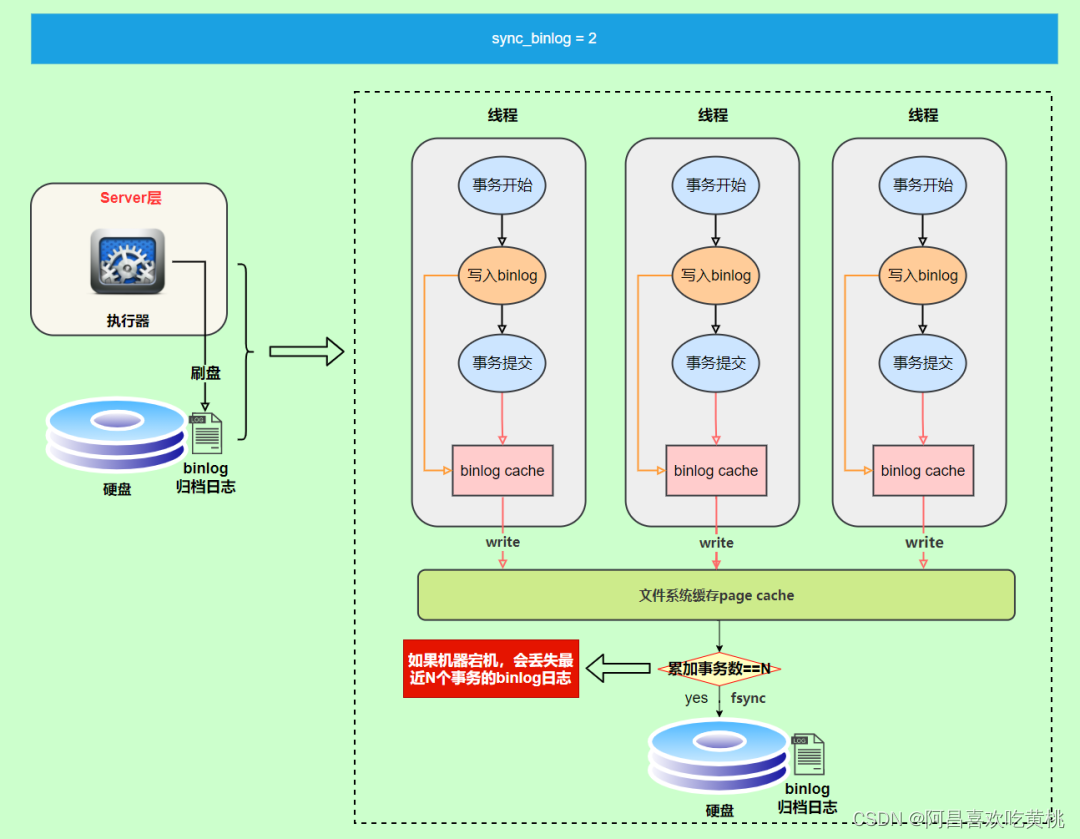 sync_binlog = 2
线程
线程
线程
Server层
执行器
刷盘
LOG
binlog
归档日志
硬盘
事务开始
写入binlog
事务提交
binlog cache
write
事务开始
写入binlog
事务提交
binlog cache
write
事务开始
写入binlog
事务提交
binlog cache
write
文件系统缓存page cache
累加事务数==N
如果机器宕机，会丢失最
近N个事务的binlog日志
yes
fsync
LOG
binlog
归档日志
硬盘
CSDN @阿昌喜欢吃黄桃